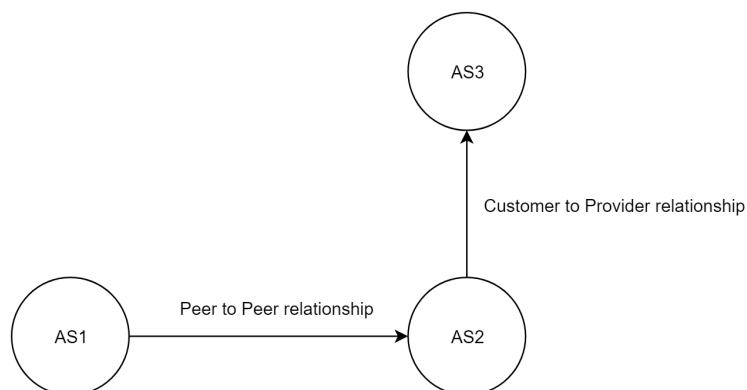 AS3
Customer to Provider relationship
Peer to Peer relationship
AS1
AS2